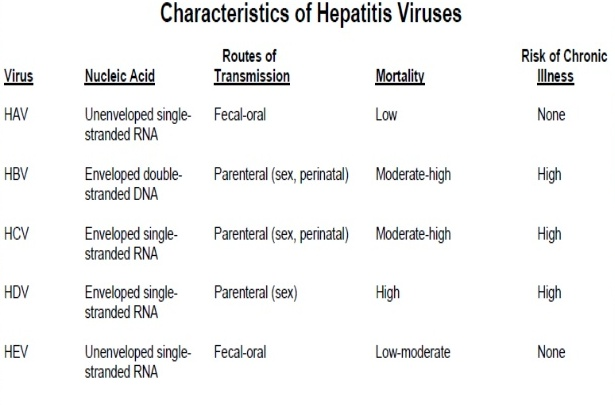 Characteristics of Hepatitis Viruses
Routes of Risk of Chronic
Virus Nucleic Acid Transmission Mortality Illness
HAV Unenveloped single- Fecal-oral Low None
stranded RNA
HBV Enveloped double- Parenteral (sex, perinatal) Moderate-high High
stranded DNA
HCV Enveloped single- Parenteral (sex, perinatal) Moderate-high High
stranded RNA
HDV Enveloped single- Parenteral (sex) High High
stranded RNA
HEV Unenveloped single- Fecal-oral Low-moderate None
stranded RNA